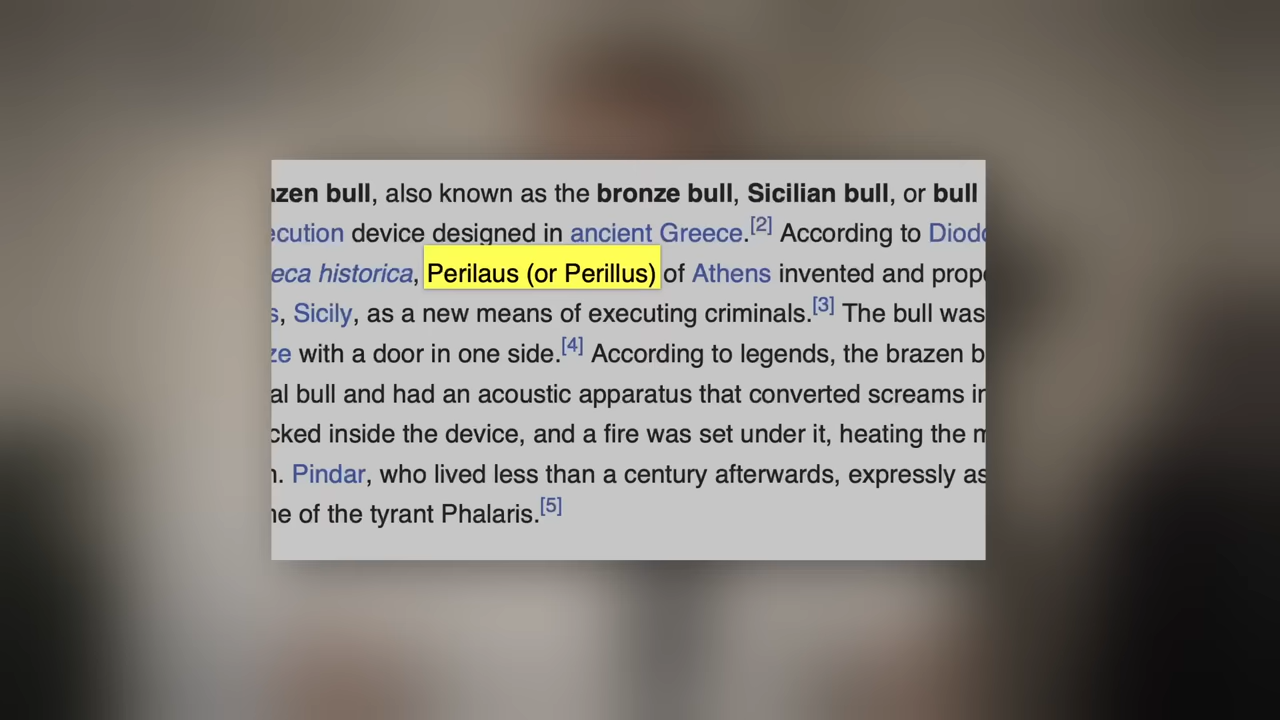 azen bull, also known as the bronze bull, Sicilian bull, or bull
ecution device designed in ancient Greece.[2] According to Diodo
eca historica, Perilaus (or Perillus) of Athens invented and prop
s, Sicily, as a new means of executing criminals.[3] The bull was
ze with a door in one side.[4] According to legends, the brazen b
al bull and had an acoustic apparatus that converted screams in
cked inside the device, and a fire was set under it, heating the m
n. Pindar, who lived less than a century afterwards, expressly as
ne of the tyrant Phalaris.[5]